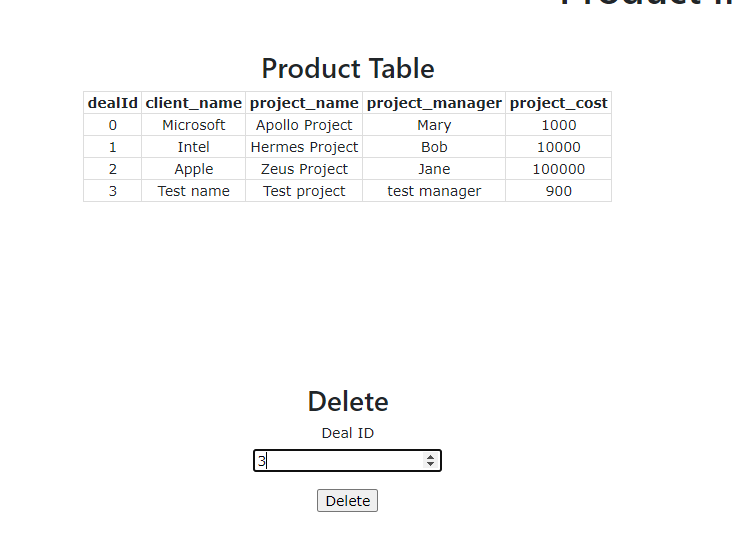 Product Table
dealId client_name project_name project_manager project_cost
0 Microsoft Apollo Project Mary 1000
1 Intel Hermes Project Bob 10000
2 Apple Zeus Project Jane 100000
3 Test name Test project test manager 900
Delete
Deal ID
3
Delete